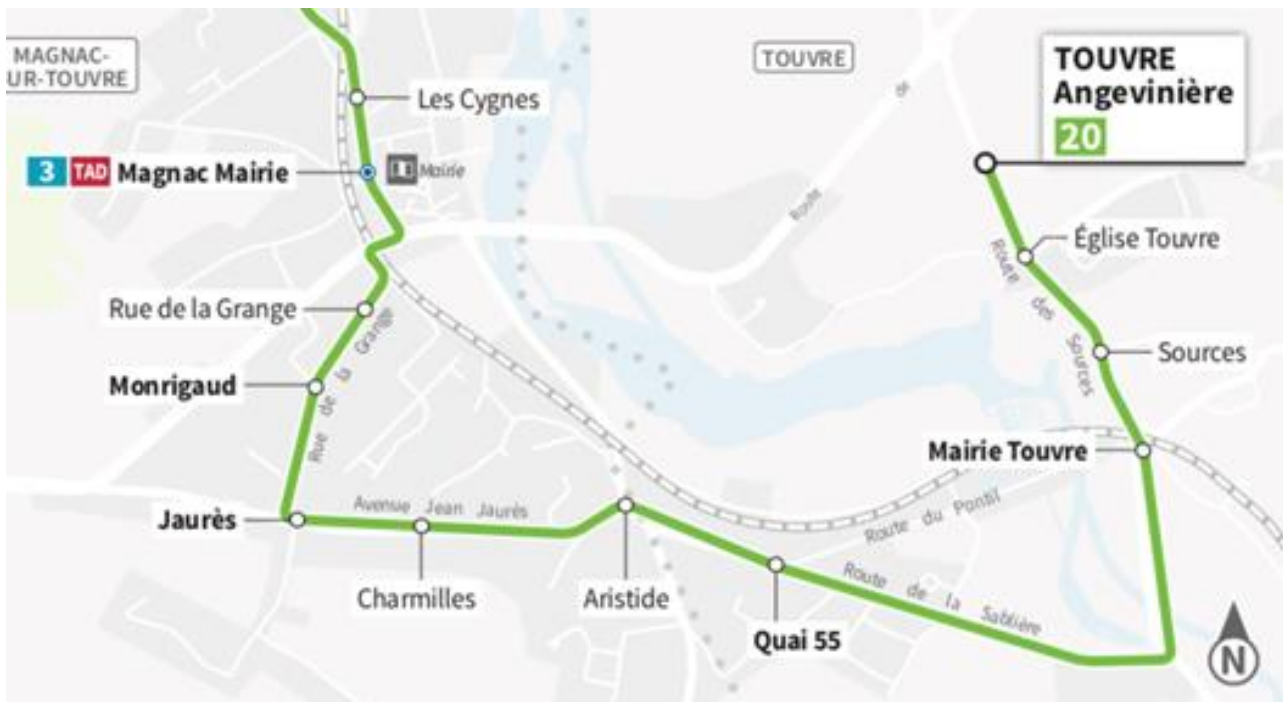 MAGNAC-
UR-TOUVRE
TOUVRE
TOUVRE
Angevinière
20
de
Route
Les Cygnes
3 TAD Magnac Mairie
Mairie
Église Touvre
Route des Sources
Rue de la Grange
Sources
Monrigaud
Rue de la Grange
Mairie Touvre
Jaurès
Avenue Jean Jaurès
Route du Pontil
Charmilles
Aristide
Route de la Sablière
Quai 55
N